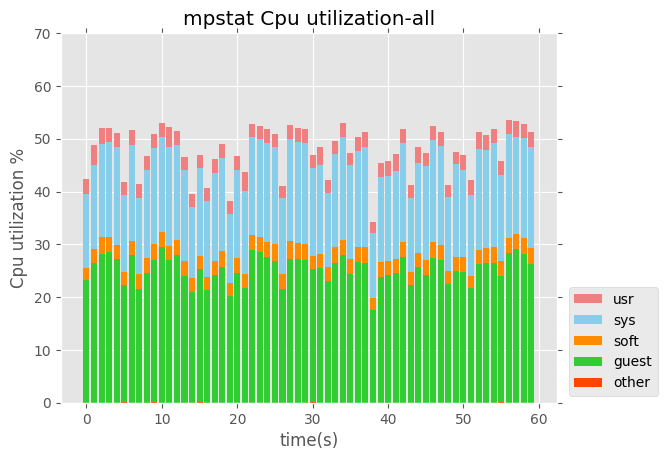 mpstat Cpu utilization-all
70
60
50
40
30
20
10
0
Cpu utilization %
0 10 20 30 40 50 60
time(s)
usr
sys
soft
guest
other